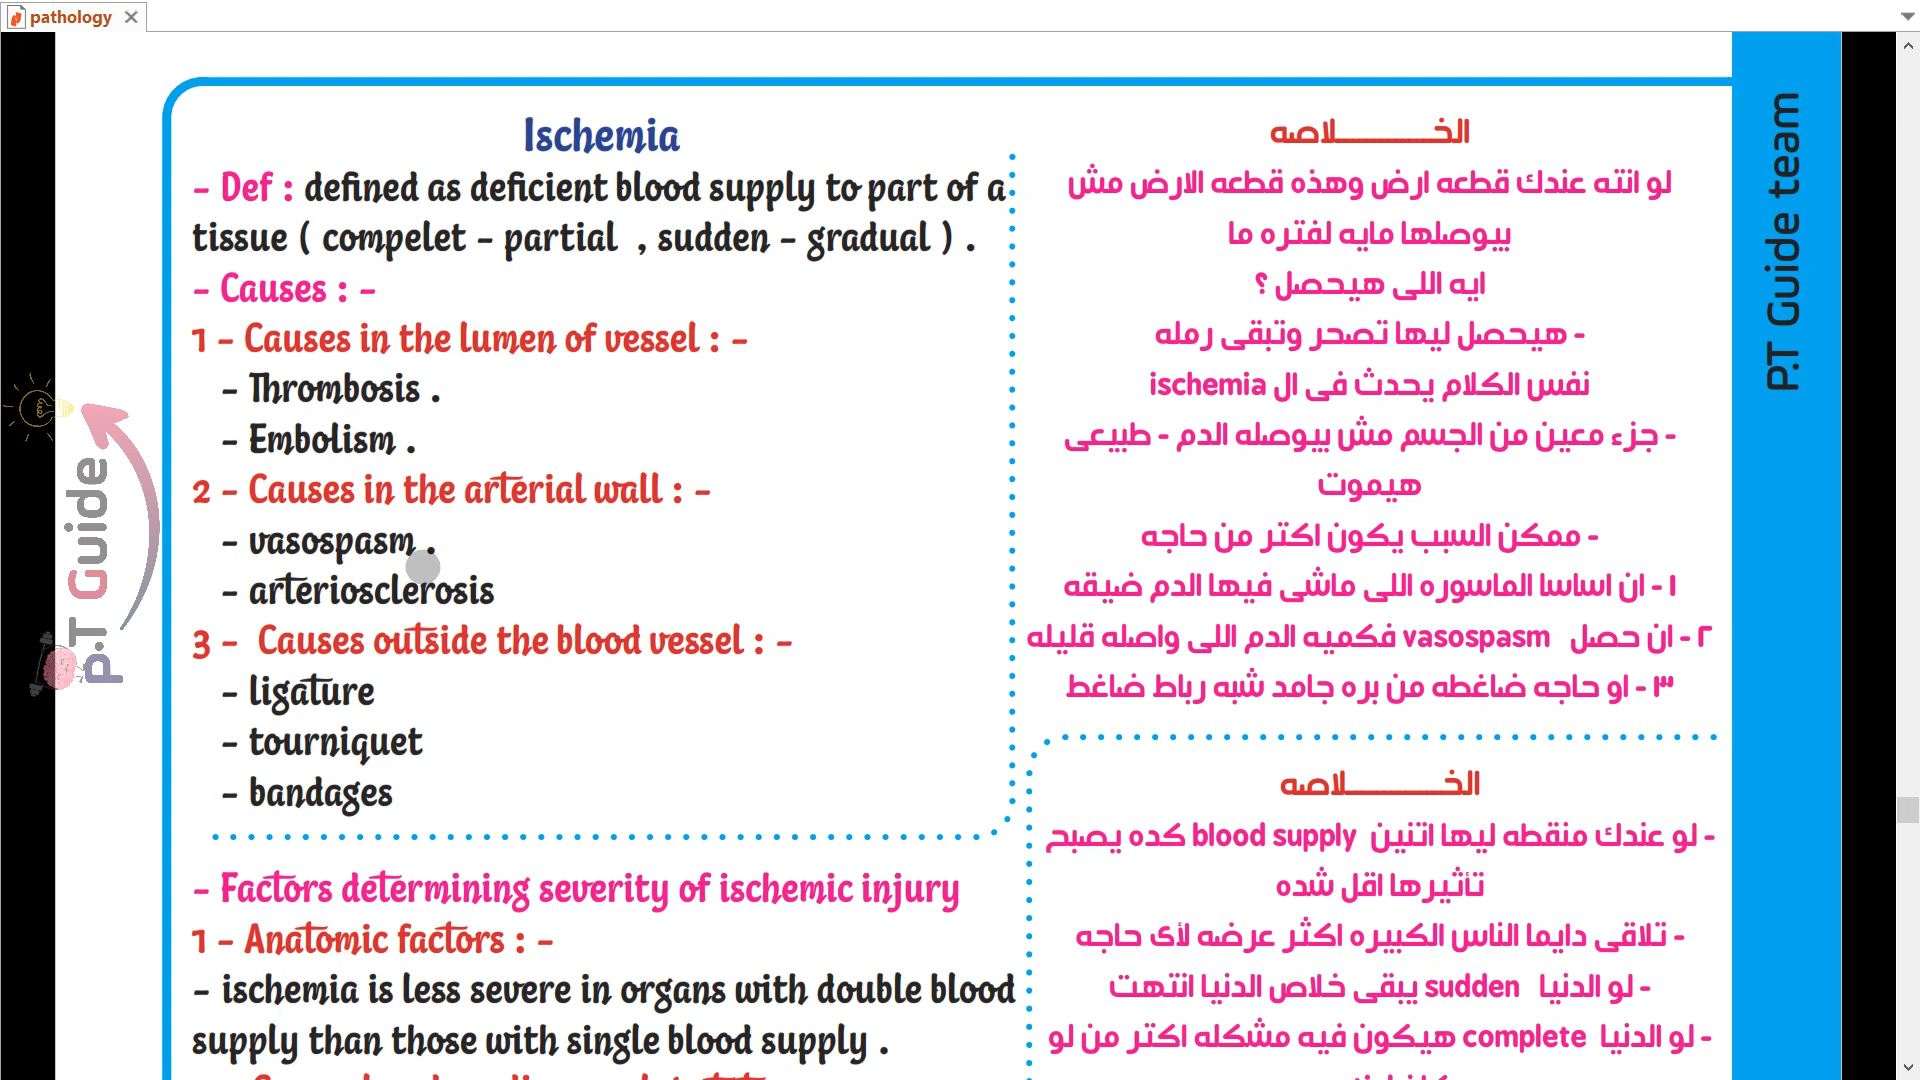 pathology
Ischemia
- Def : defined as deficient blood supply to part of a
tissue ( compelet - partial , sudden - gradual ) .
- Causes : -
1 - Causes in the lumen of vessel : -
- Thrombosis .
- Embolism .
2 - Causes in the arterial wall : -
- vasospasm .
- arteriosclerosis
3 - Causes outside the blood vessel : -
- ligature
- tourniquet
- bandages
- Factors determining severity of ischemic injury
1 - Anatomic factors : -
- ischemia is less severe in organs with double blood
supply than those with single blood supply .
الخـــــــــلاصه
لو انته عندك قطعه ارض وهذه قطعه الارض مش
بيوصلها مايه لفتره ما
ايه اللى هيحصل ؟
- هيحصل ليها تصحر وتبقى رمله
نفس الكلام يحدث فى ال ischemia
- جزء معين من الجسم مش بيوصله الدم - طبيعى
هيموت
- ممكن السبب يكون اكتر من حاجه
١ - ان اساسا الماسوره اللى ماشى فيها الدم ضيقه
٢ - ان حصل vasospasm فكميه الدم اللى واصله قليله
٣ - او حاجه ضاغطه من بره جامد شبه رباط ضاغط
الخـــــــــلاصه
- لو عندك منقطه ليها اتنين blood supply كده يصبح
تأثيرها اقل شده
- تلاقى دايما الناس الكبيره اكثر عرضه لأى حاجه
- لو الدنيا sudden يبقى خلاص الدنيا انتهت
- لو الدنيا complete هيكون فيه مشكله اكتر من لو
P.T Guide team
P.T Guide